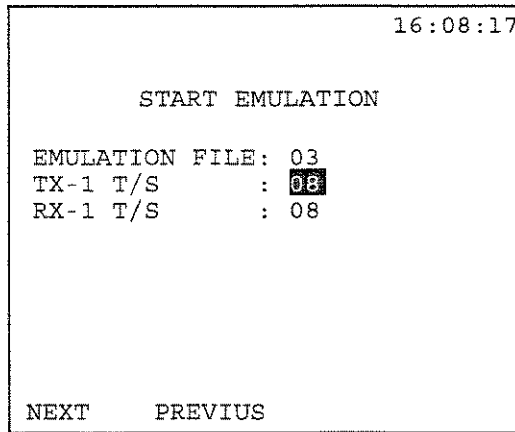 16:08:17
START EMULATION
EMULATION FILE: 03
TX-1 T/S : 08
RX-1 T/S : 08
NEXT PREVIUS